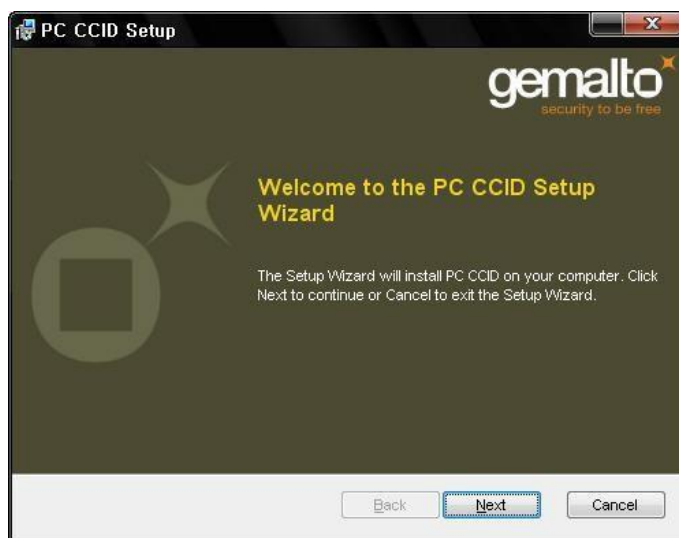 PC CCID Setup
gemalto
security to be free
Welcome to the PC CCID Setup
Wizard
The Setup Wizard will install PC CCID on your computer. Click
Next to continue or Cancel to exit the Setup Wizard.
Back Next Cancel